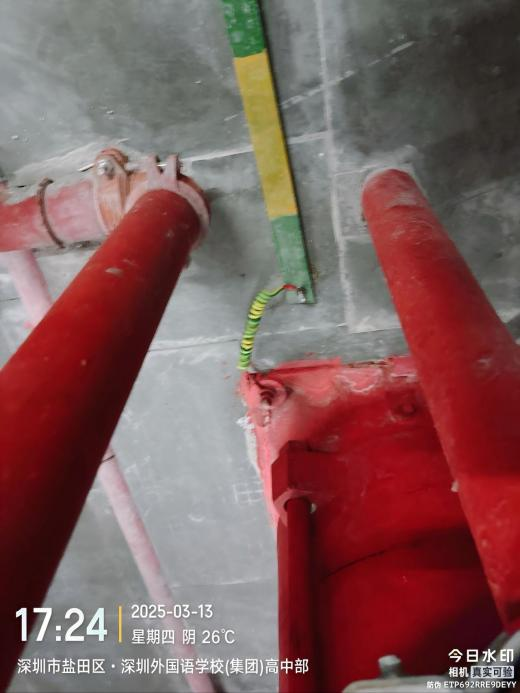 17:24
2025-03-13
星期四 阴 26℃
深圳市盐田区·深圳外国语学校(集团)高中部
今日水印
相机 真实可验
防伪 ETP692RRE9DEYY